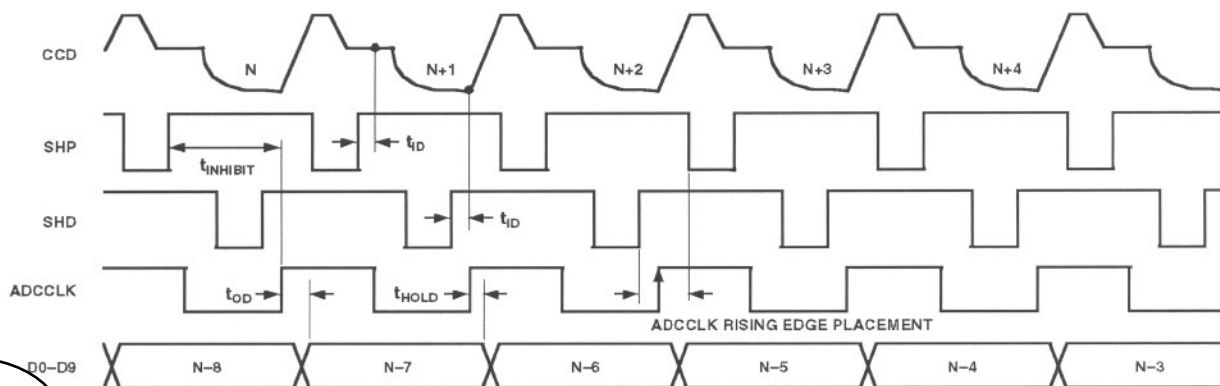 CCD
N
N+1
N+2
N+3
N+4
SHP
tINHIBIT
tID
SHD
tID
ADCCLK
tOD
tHOLD
ADCCLK RISING EDGE PLACEMENT
D0–D9
N–8
N–7
N–6
N–5
N–4
N–3